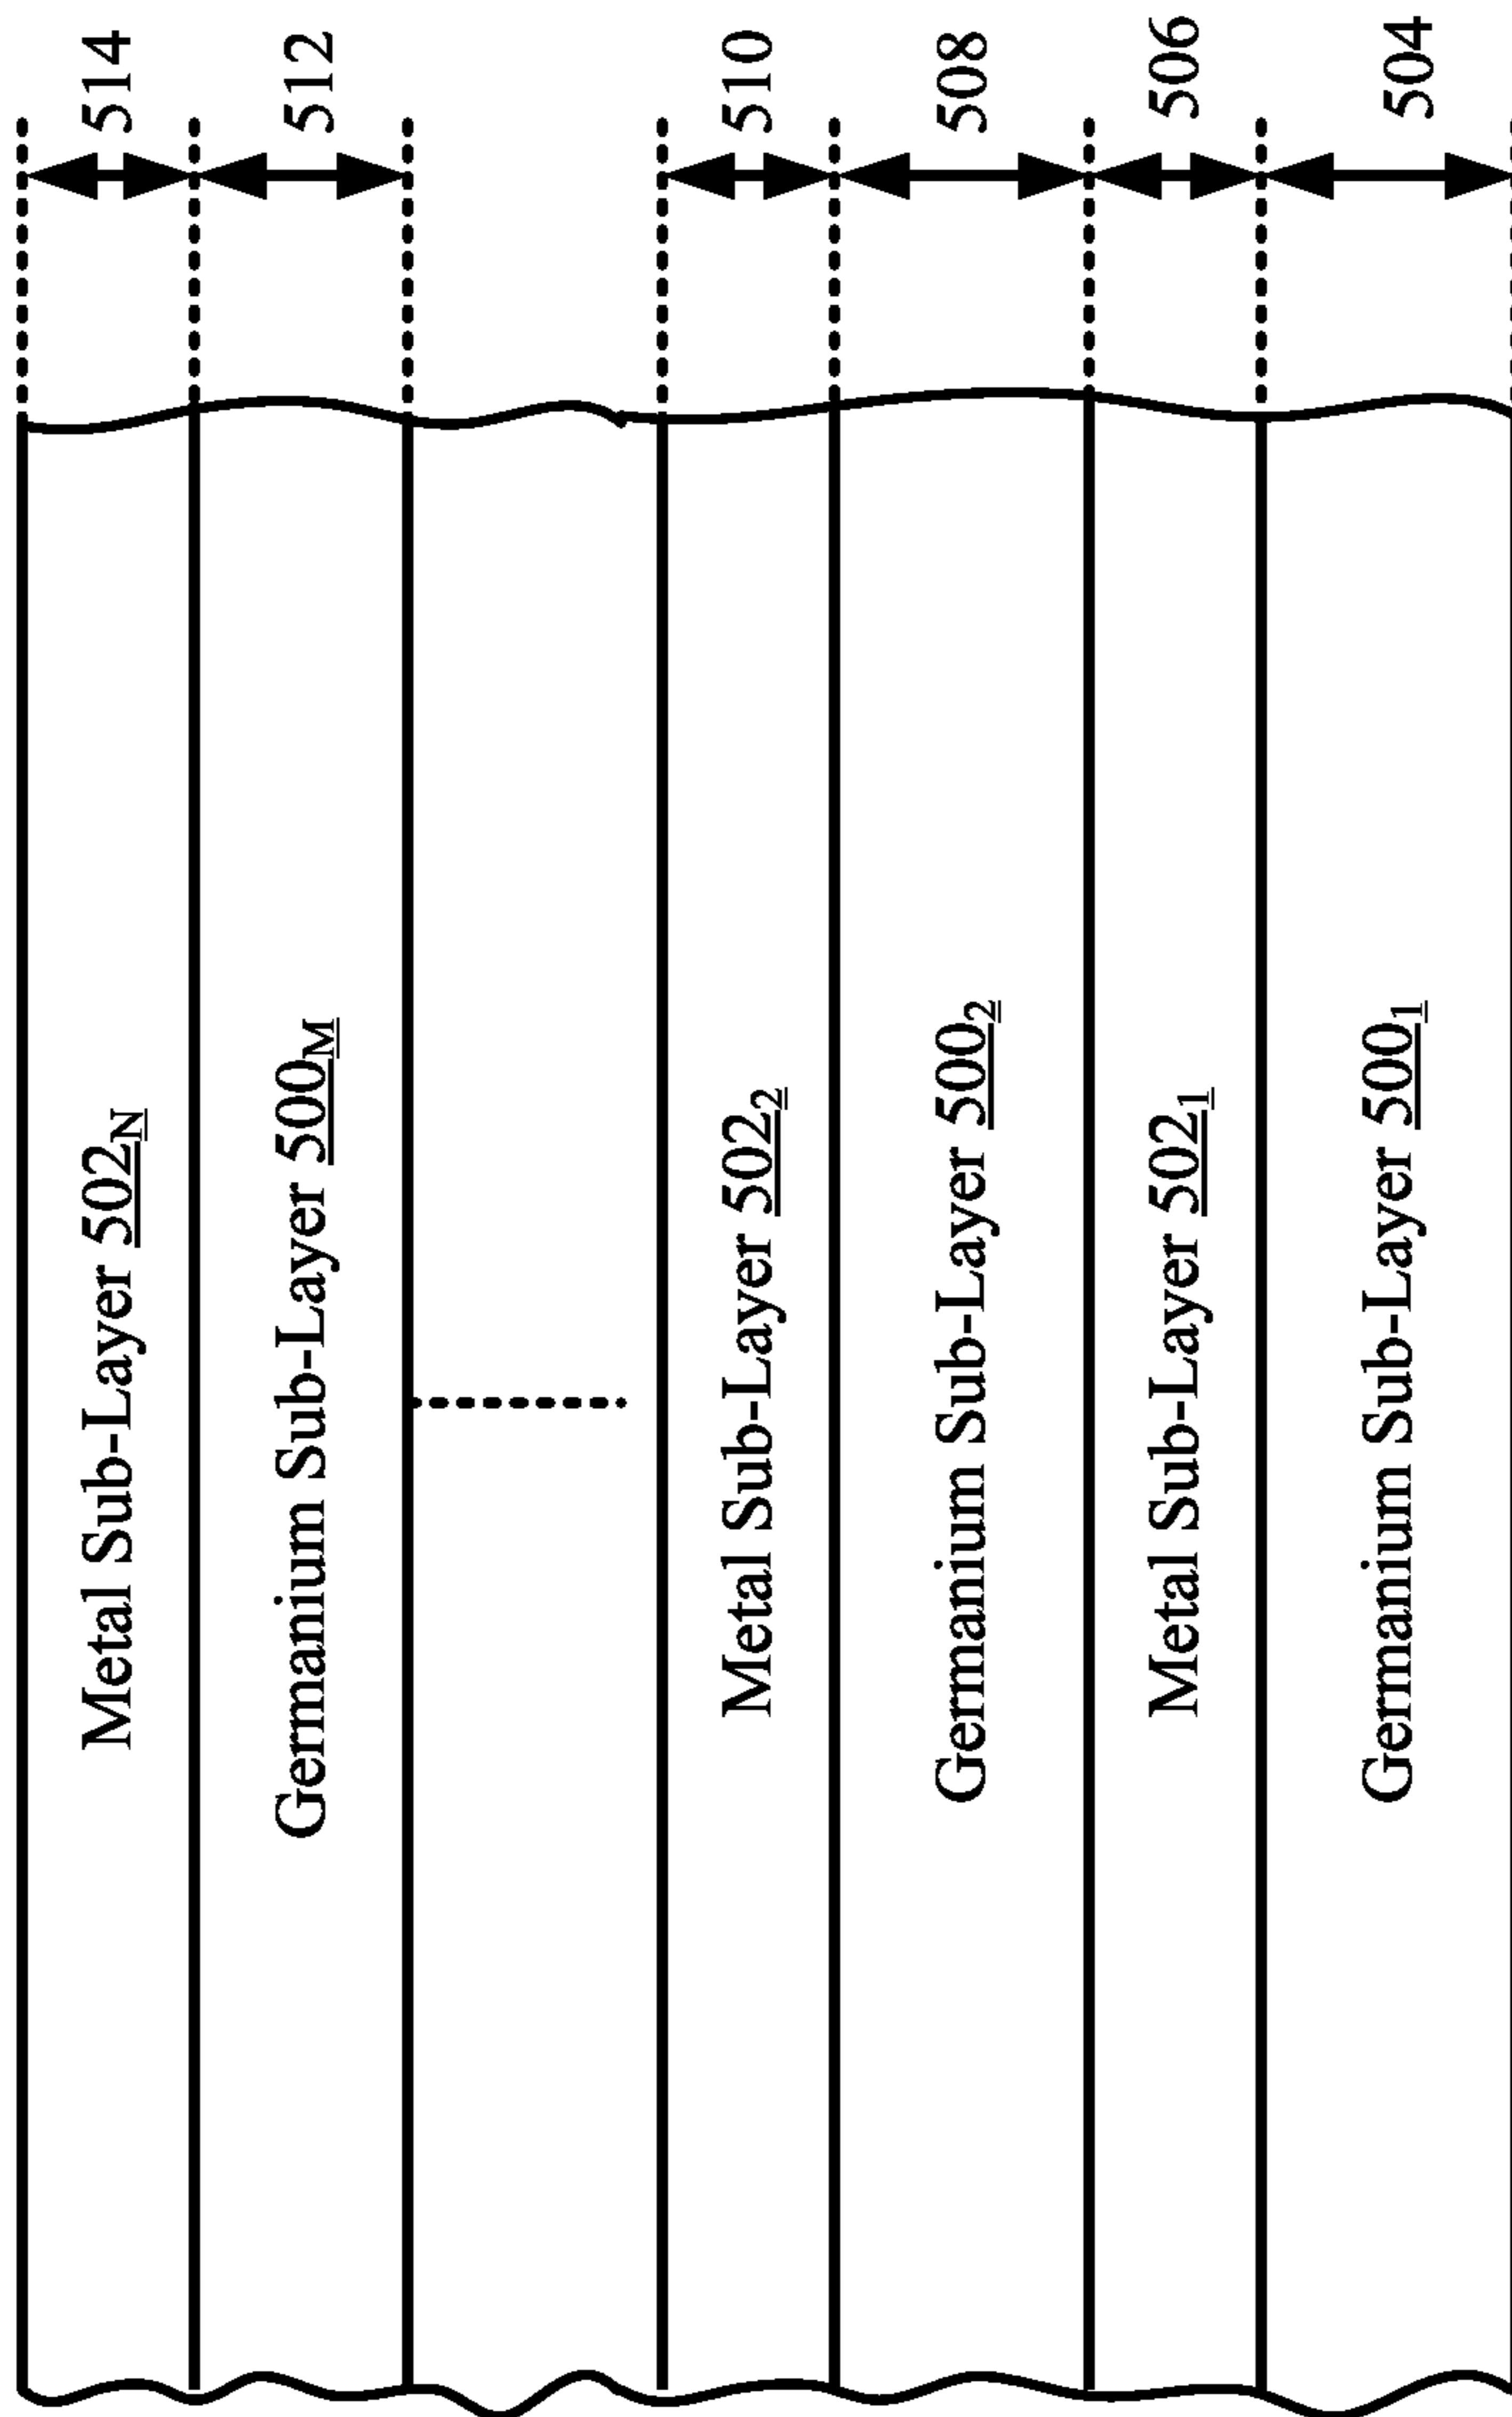 Metal Sub-Layer 502N 514
Germanium Sub-Layer 500M 512
Metal Sub-Layer 5022 510
Germanium Sub-Layer 5002 508
Metal Sub-Layer 5021 506
Germanium Sub-Layer 5001 504